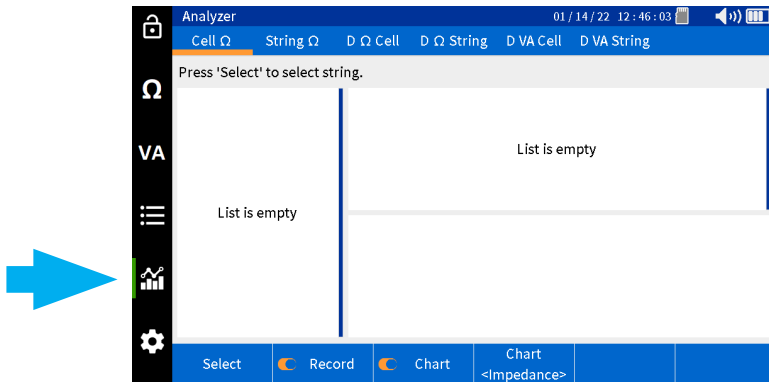 Analyzer 01/14/22 12:46:03
Cell Ω String Ω D Ω Cell D Ω String D VA Cell D VA String
Press 'Select' to select string.
Ω
List is empty
VA
List is empty
Select Record Chart Chart
<Impedance>